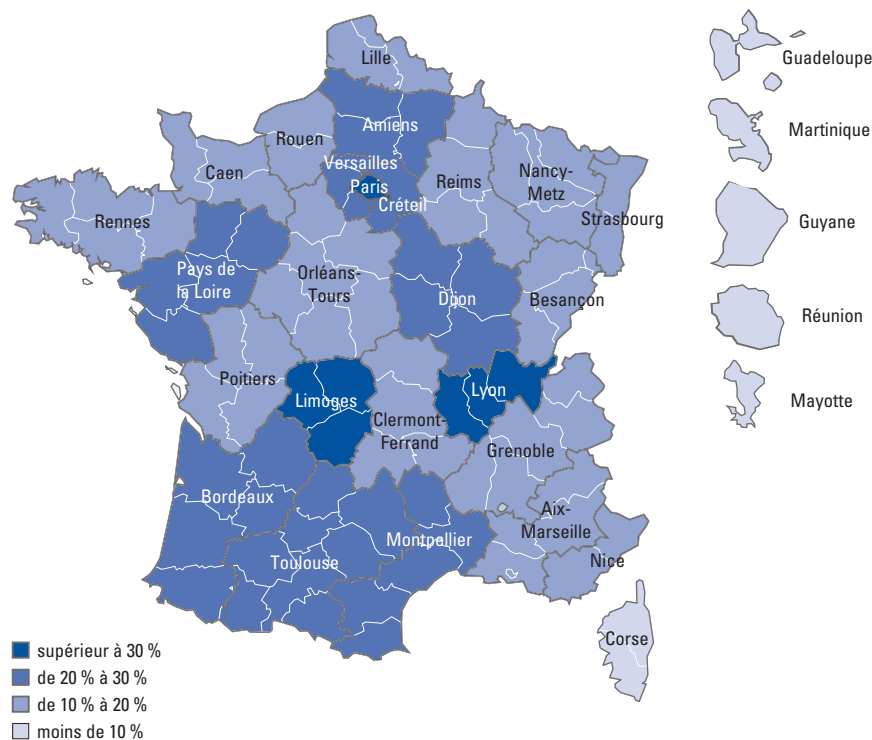 Lille
Guadeloupe
Amiens
Rouen
Martinique
Versailles
Caen
Paris
Reims
Nancy-
Metz
Créteil
Rennes
Strasbourg
Guyane
Pays de
la Loire
Orléans-
Tours
Dijon
Besançon
Réunion
Poitiers
Limoges
Lyon
Mayotte
Clermont-
Ferrand
Grenoble
Bordeaux
Aix-
Marseille
Montpellier
Toulouse
Nice
Corse
supérieur à 30 %
de 20 % à 30 %
de 10 % à 20 %
moins de 10 %